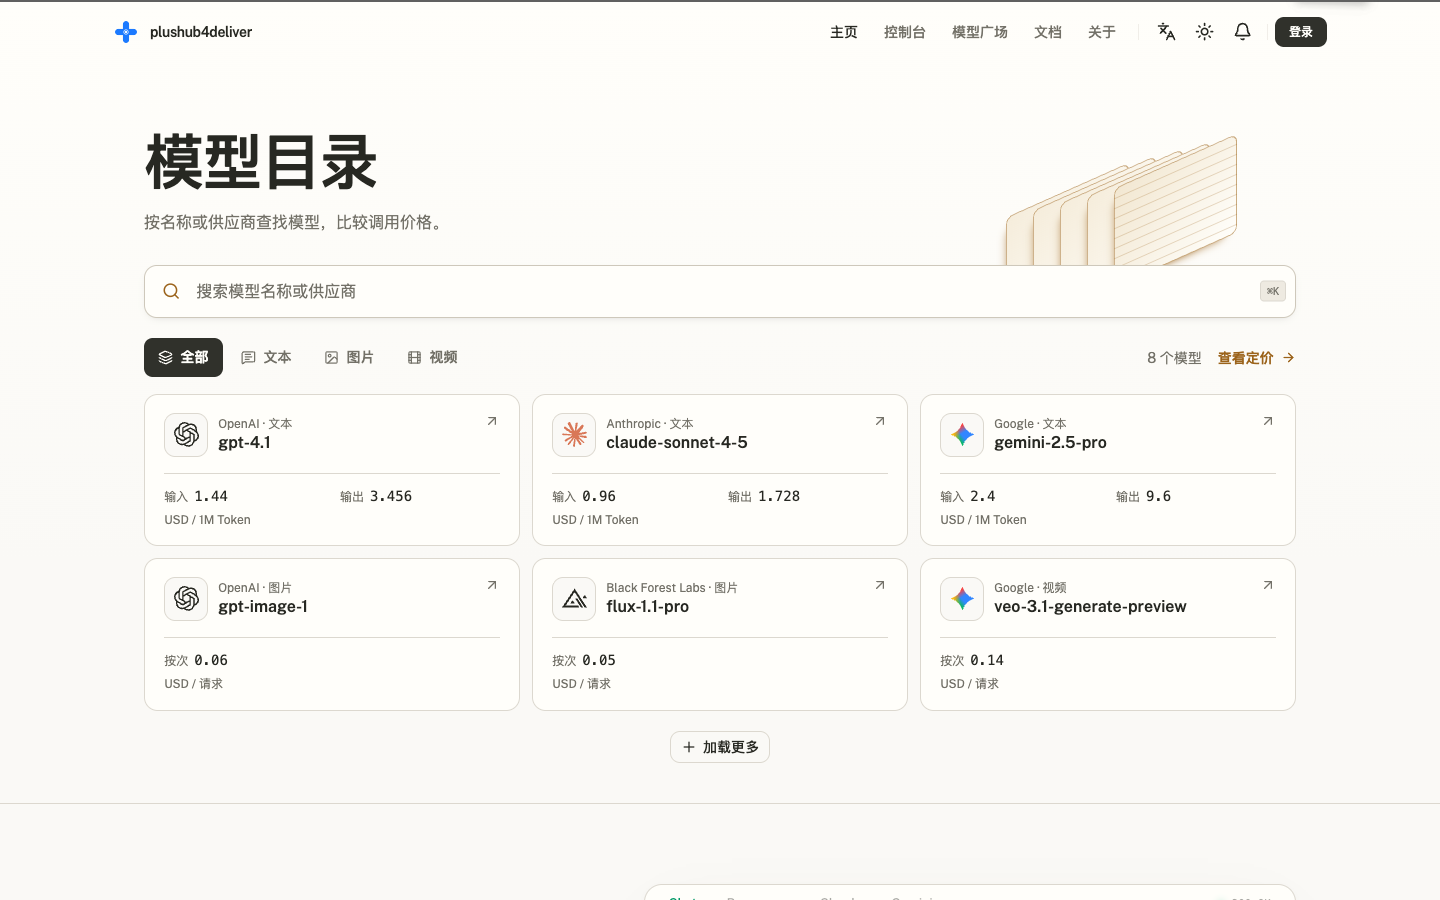 plushub4deliver
主页 控制台 模型广场 文档 关于 登录
模型目录
按名称或供应商查找模型，比较调用价格。
搜索模型名称或供应商 ⌘K
全部 文本 图片 视频 8 个模型 查看定价
OpenAI · 文本
gpt-4.1
输入 1.44 输出 3.456
USD / 1M Token
Anthropic · 文本
claude-sonnet-4-5
输入 0.96 输出 1.728
USD / 1M Token
Google · 文本
gemini-2.5-pro
输入 2.4 输出 9.6
USD / 1M Token
OpenAI · 图片
gpt-image-1
按次 0.06
USD / 请求
Black Forest Labs · 图片
flux-1.1-pro
按次 0.05
USD / 请求
Google · 视频
veo-3.1-generate-preview
按次 0.14
USD / 请求
加载更多